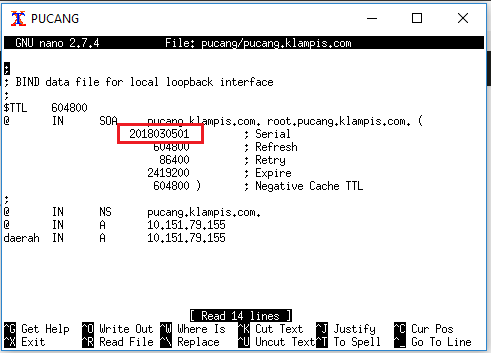 PUCANG
GNU nano 2.7.4 File: pucang/pucang.klampis.com
;
; BIND data file for local loopback interface
;
$TTL 604800
@ IN SOA pucang.klampis.com. root.pucang.klampis.com. (
2018030501 ; Serial
604800 ; Refresh
86400 ; Retry
2419200 ; Expire
604800 ) ; Negative Cache TTL
;
@ IN NS pucang.klampis.com.
@ IN A 10.151.79.155
daerah IN A 10.151.79.155
[ Read 14 lines ]
^G Get Help ^O Write Out ^W Where Is ^K Cut Text ^J Justify ^C Cur Pos
^X Exit ^R Read File ^\ Replace ^U Uncut Text ^T To Spell ^_ Go To Line